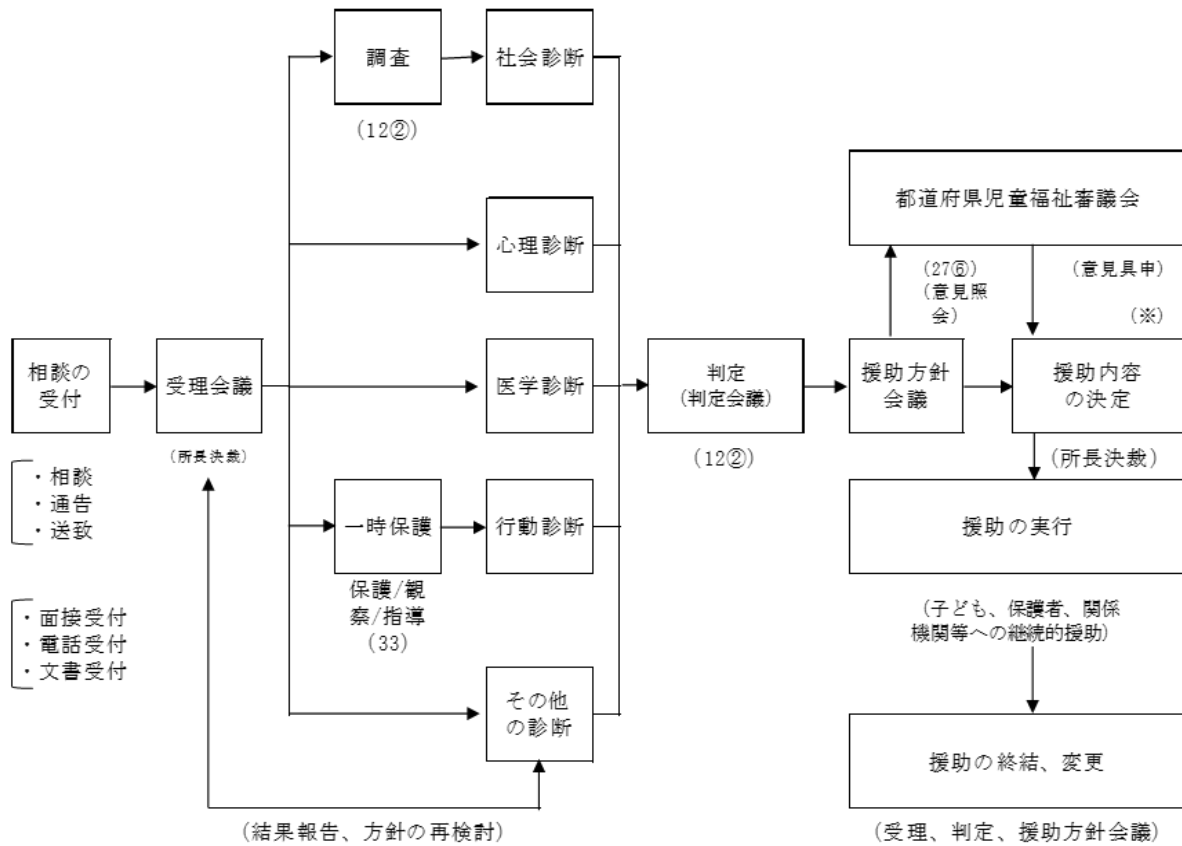 調査
社会診断
(12②)
都道府県児童福祉審議会
心理診断
(27⑥)
(意見照
会)
(意見具申)
(※)
相談の
受付
受理会議
(所長決裁)
医学診断
判定
(判定会議)
(12②)
援助方針
会議
援助内容
の決定
(所長決裁)
・相談
・通告
・送致
一時保護
行動診断
保護/観
察/指導
(33)
援助の実行
・面接受付
・電話受付
・文書受付
(子ども、保護者、関係
機関等への継続的援助)
その他
の診断
援助の終結、変更
(結果報告、方針の再検討)
(受理、判定、援助方針会議)